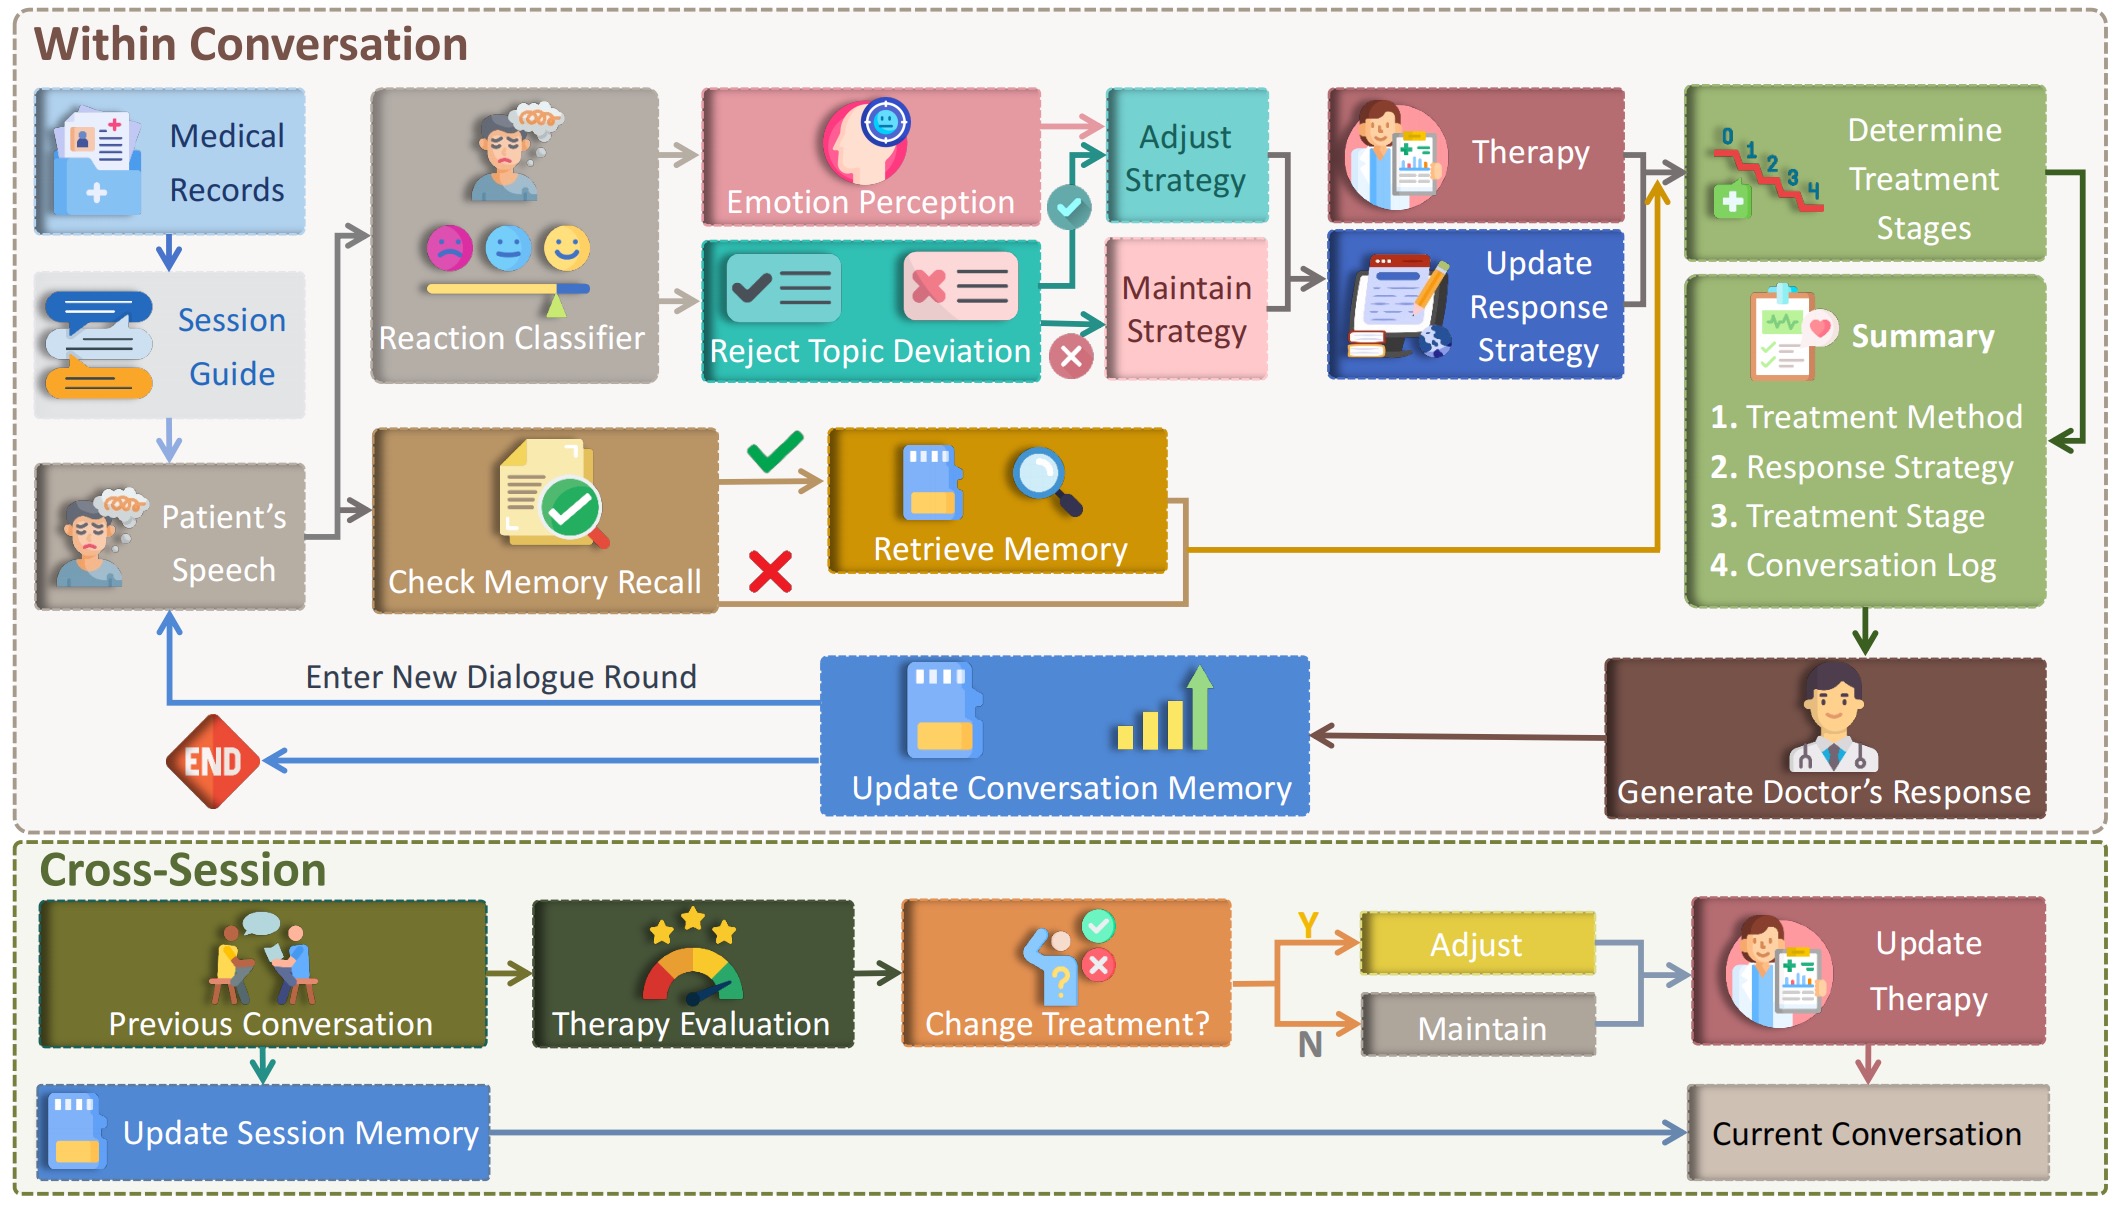 Within Conversation
Medical
Records
Session
Guide
Patient's
Speech
Reaction Classifier
Emotion Perception
Reject Topic Deviation
Adjust
Strategy
Maintain
Strategy
Therapy
Update
Response
Strategy
0 1 2 3 4
Determine
Treatment
Stages
Summary
1. Treatment Method
2. Response Strategy
3. Treatment Stage
4. Conversation Log
Check Memory Recall
Retrieve Memory
Enter New Dialogue Round
END
Update Conversation Memory
Generate Doctor's Response
Cross-Session
Previous Conversation
Therapy Evaluation
?
Change Treatment?
Y
N
Adjust
Maintain
Update
Therapy
Update Session Memory
Current Conversation